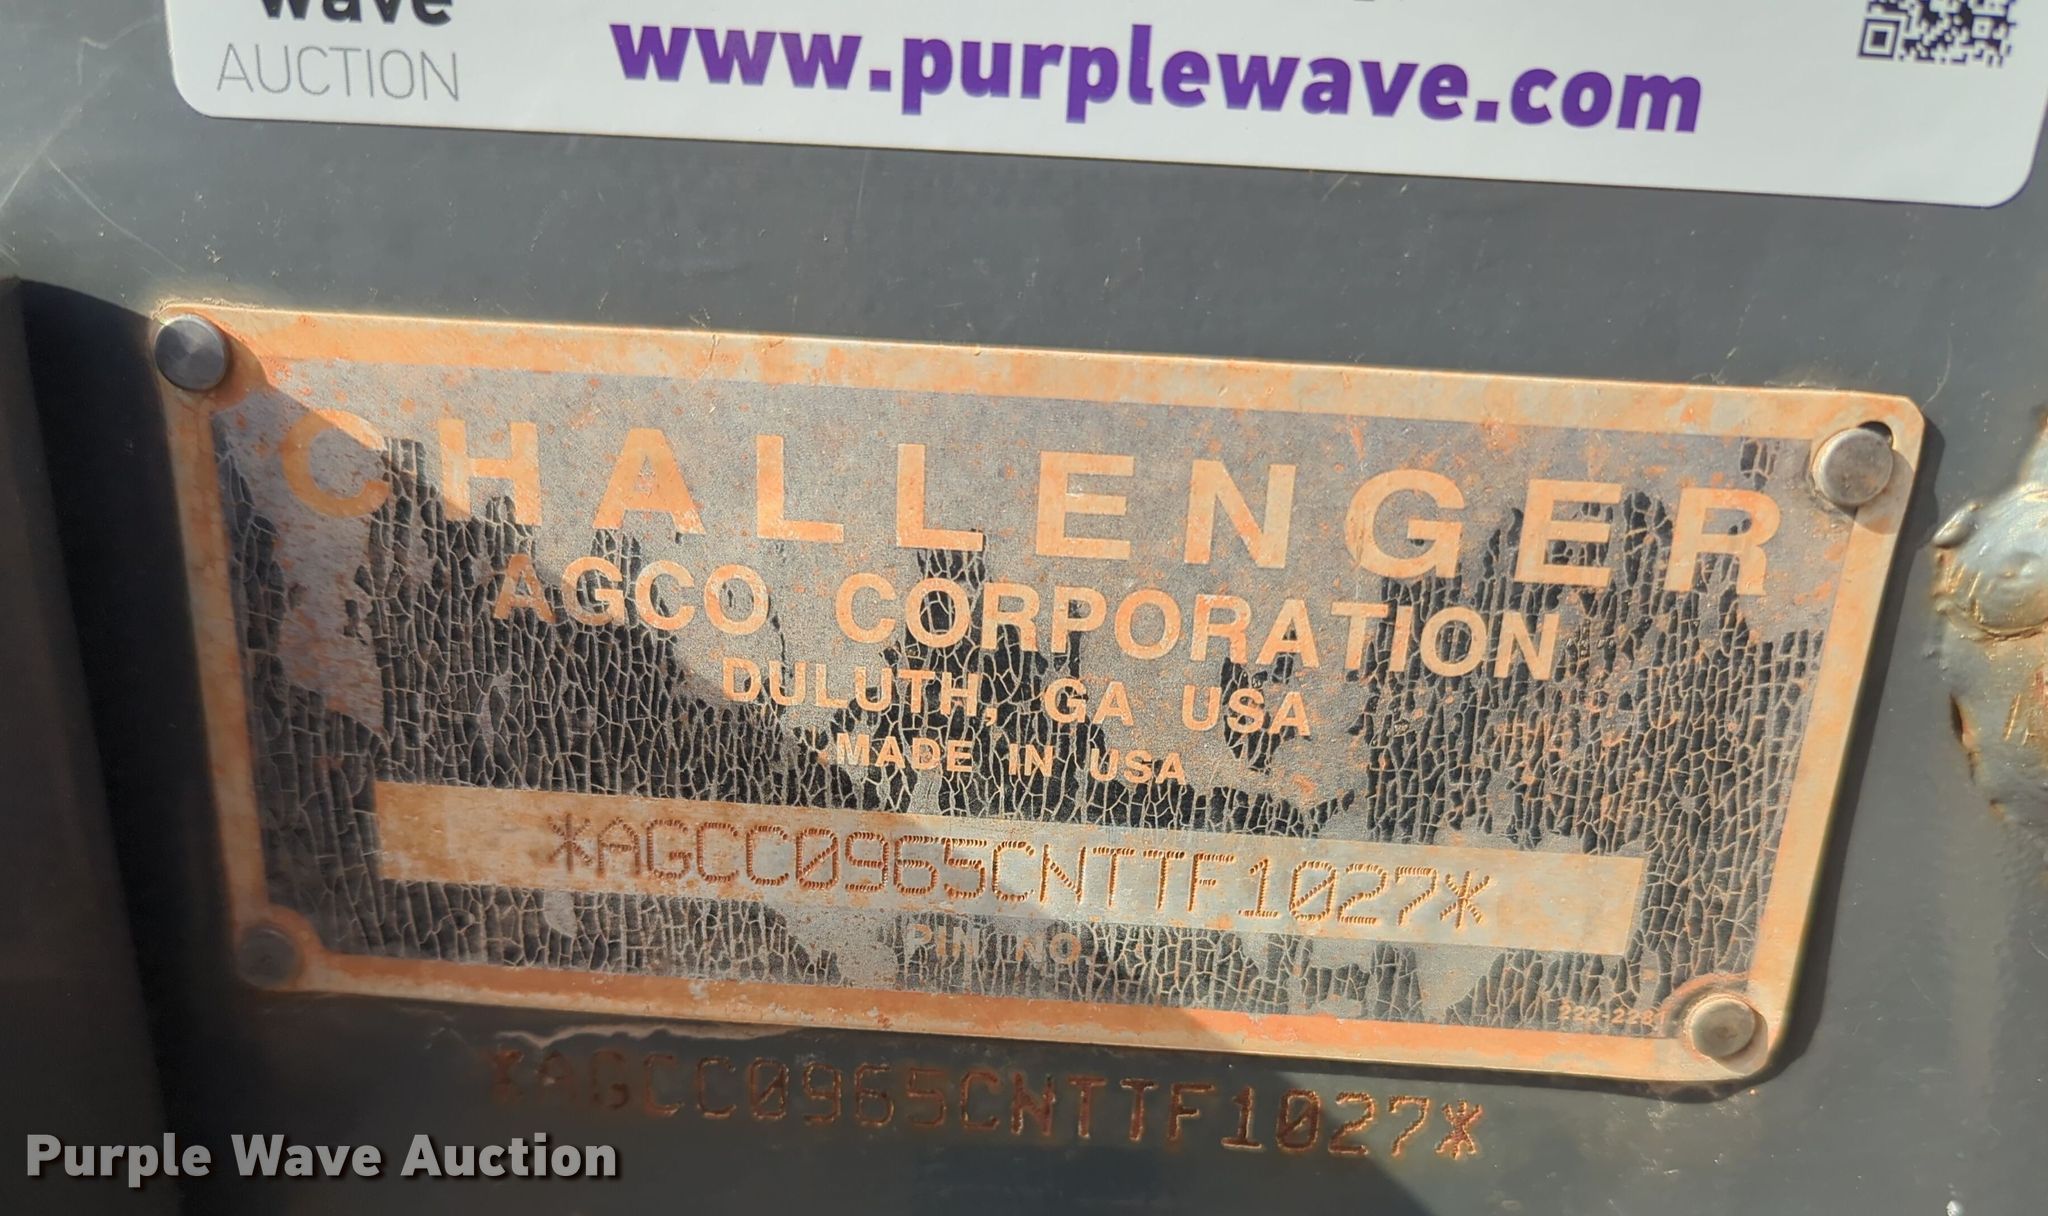 wave
AUCTION
www.purplewave.com
CHALLENGER
AGCO CORPORATION
DULUTH, GA USA
MADE IN USA
*AGCC0965CNTTF1027*
PIN NO.
*AGCC0965CNTTF1027*
Purple Wave Auction